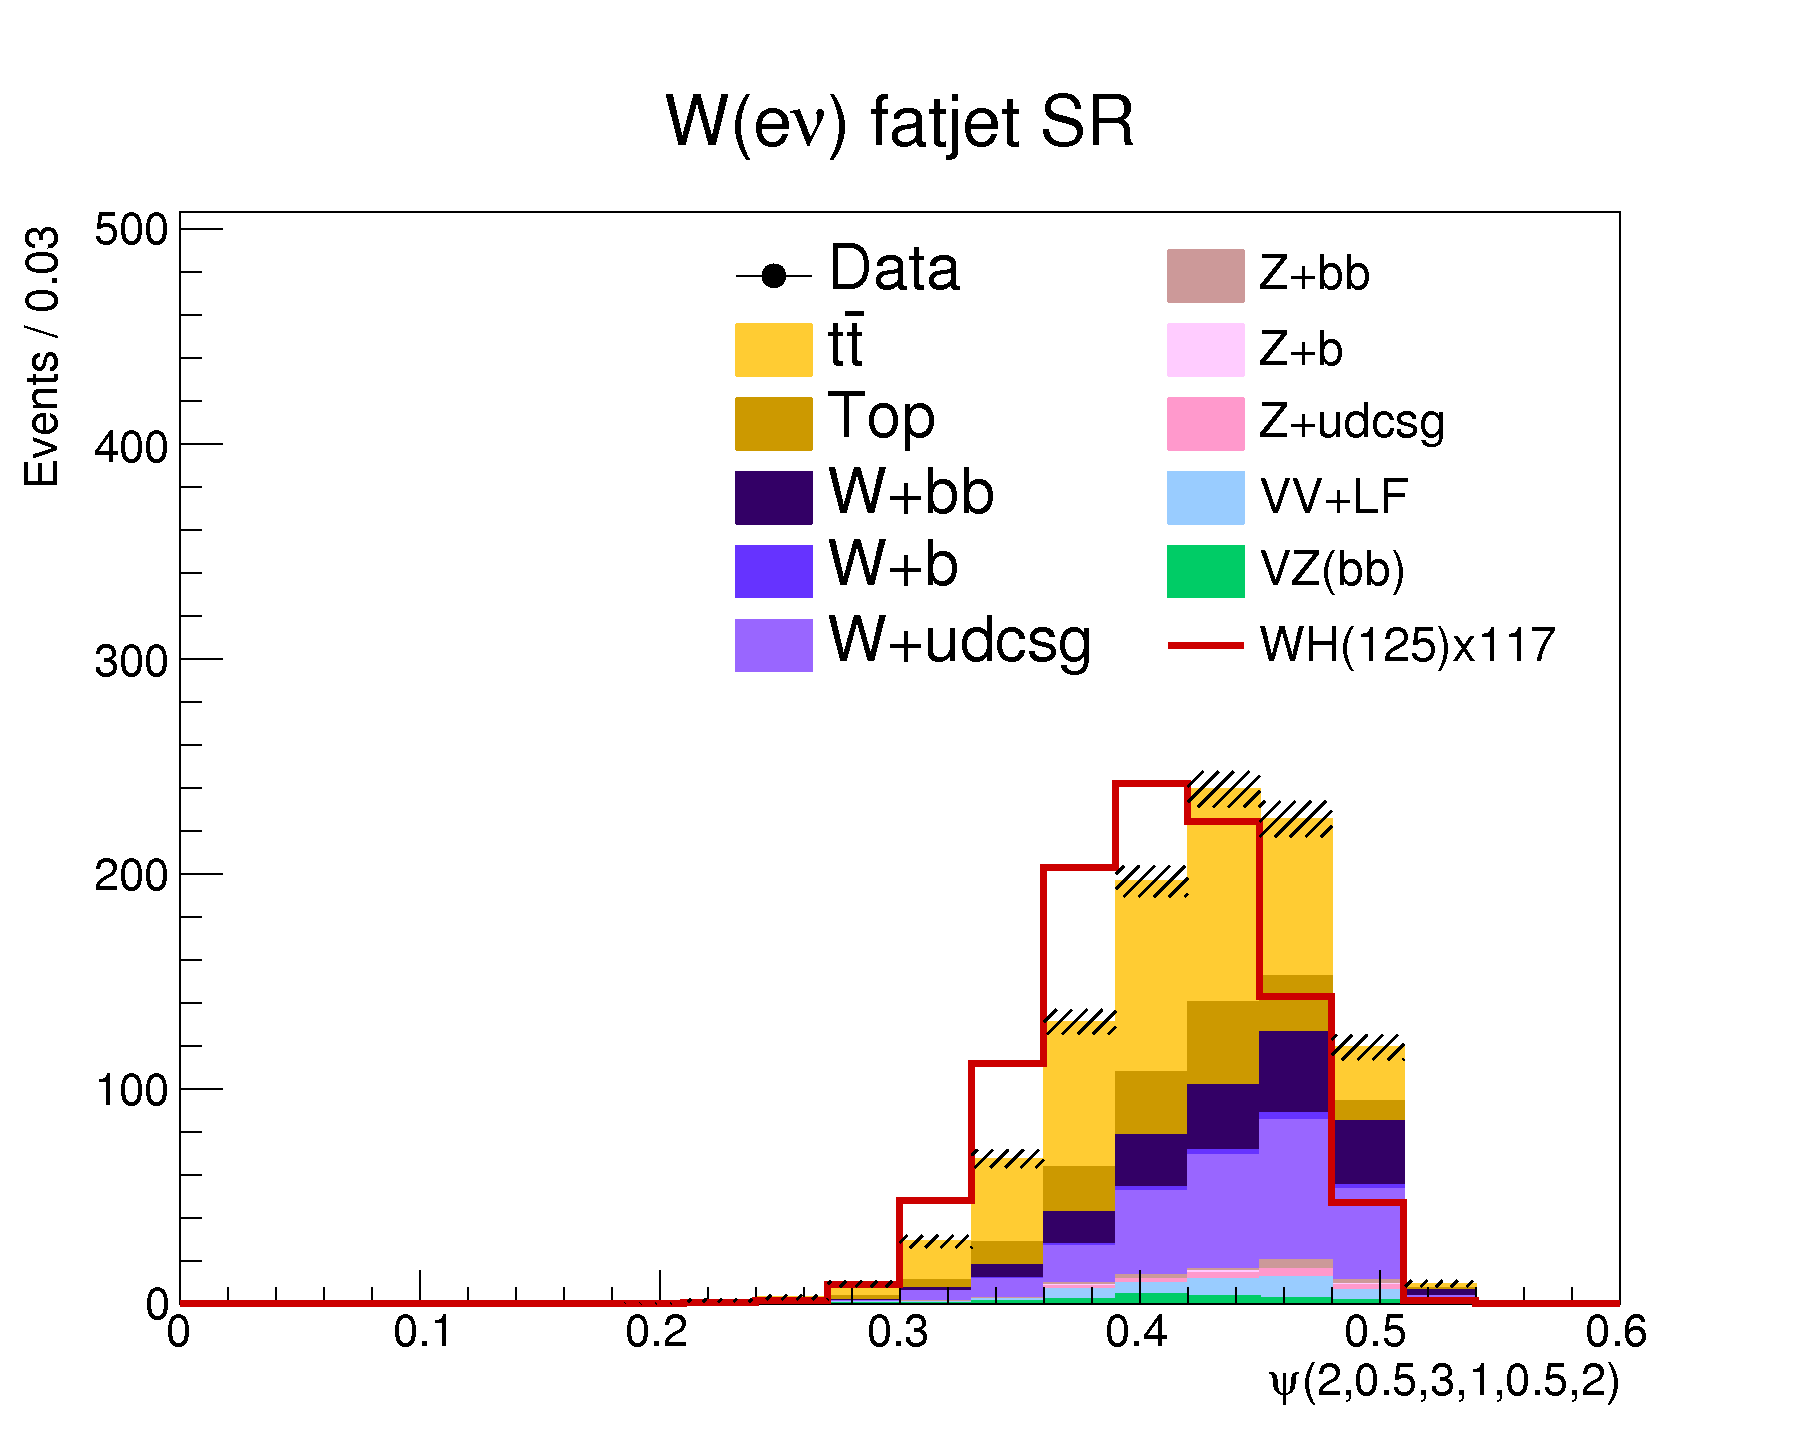 W(eν) fatjet SR
Events / 0.03
500
400
300
200
100
0
Data
tt̄
Top
W+bb
W+b
W+udcsg
Z+bb
Z+b
Z+udcsg
VV+LF
VZ(bb)
WH(125)x117
0 0.1 0.2 0.3 0.4 0.5 0.6
ψ(2,0.5,3,1,0.5,2)